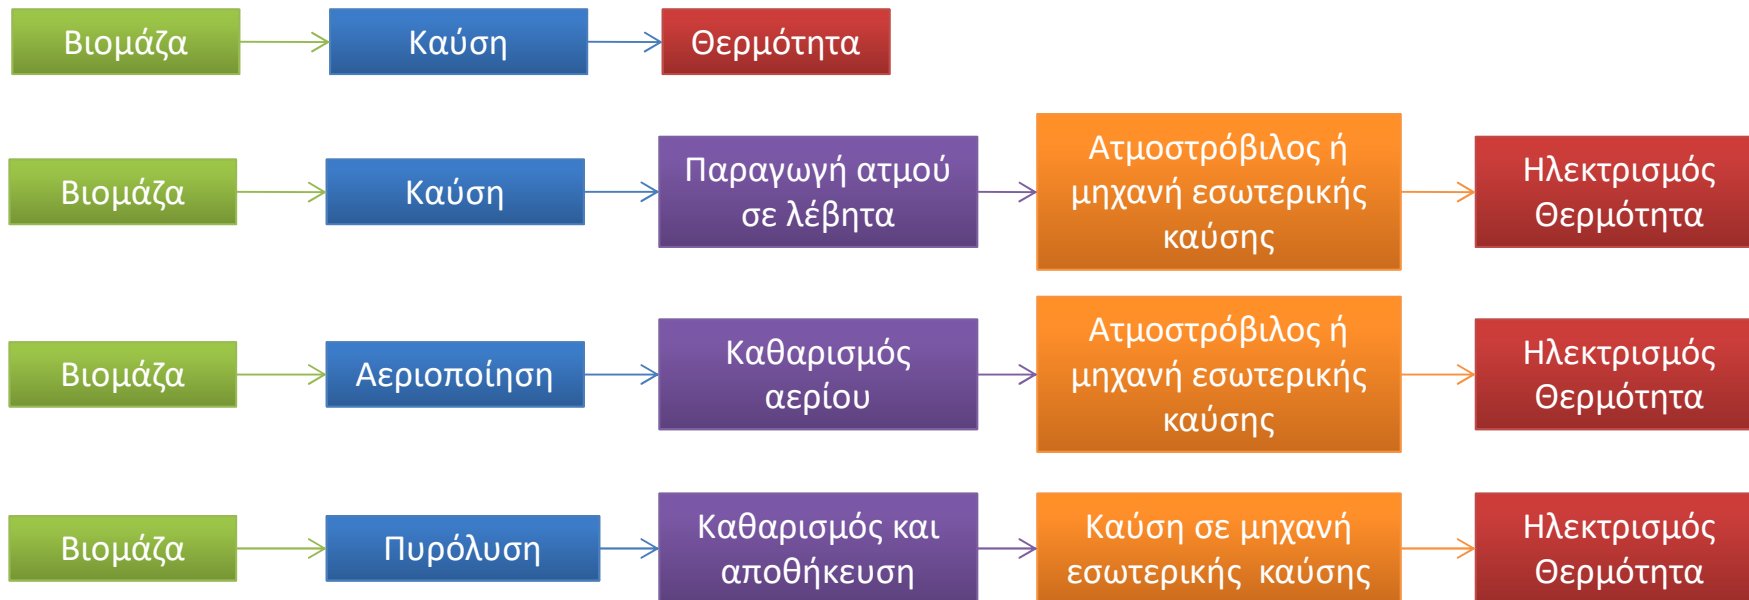 Βιομάζα
Καύση
Θερμότητα
Βιομάζα
Καύση
Παραγωγή ατμού
σε λέβητα
Ατμοστρόβιλος ή
μηχανή εσωτερικής
καύσης
Ηλεκτρισμός
Θερμότητα
Βιομάζα
Αεριοποίηση
Καθαρισμός
αερίου
Ατμοστρόβιλος ή
μηχανή εσωτερικής
καύσης
Ηλεκτρισμός
Θερμότητα
Βιομάζα
Πυρόλυση
Καθαρισμός και
αποθήκευση
Καύση σε μηχανή
εσωτερικής καύσης
Ηλεκτρισμός
Θερμότητα